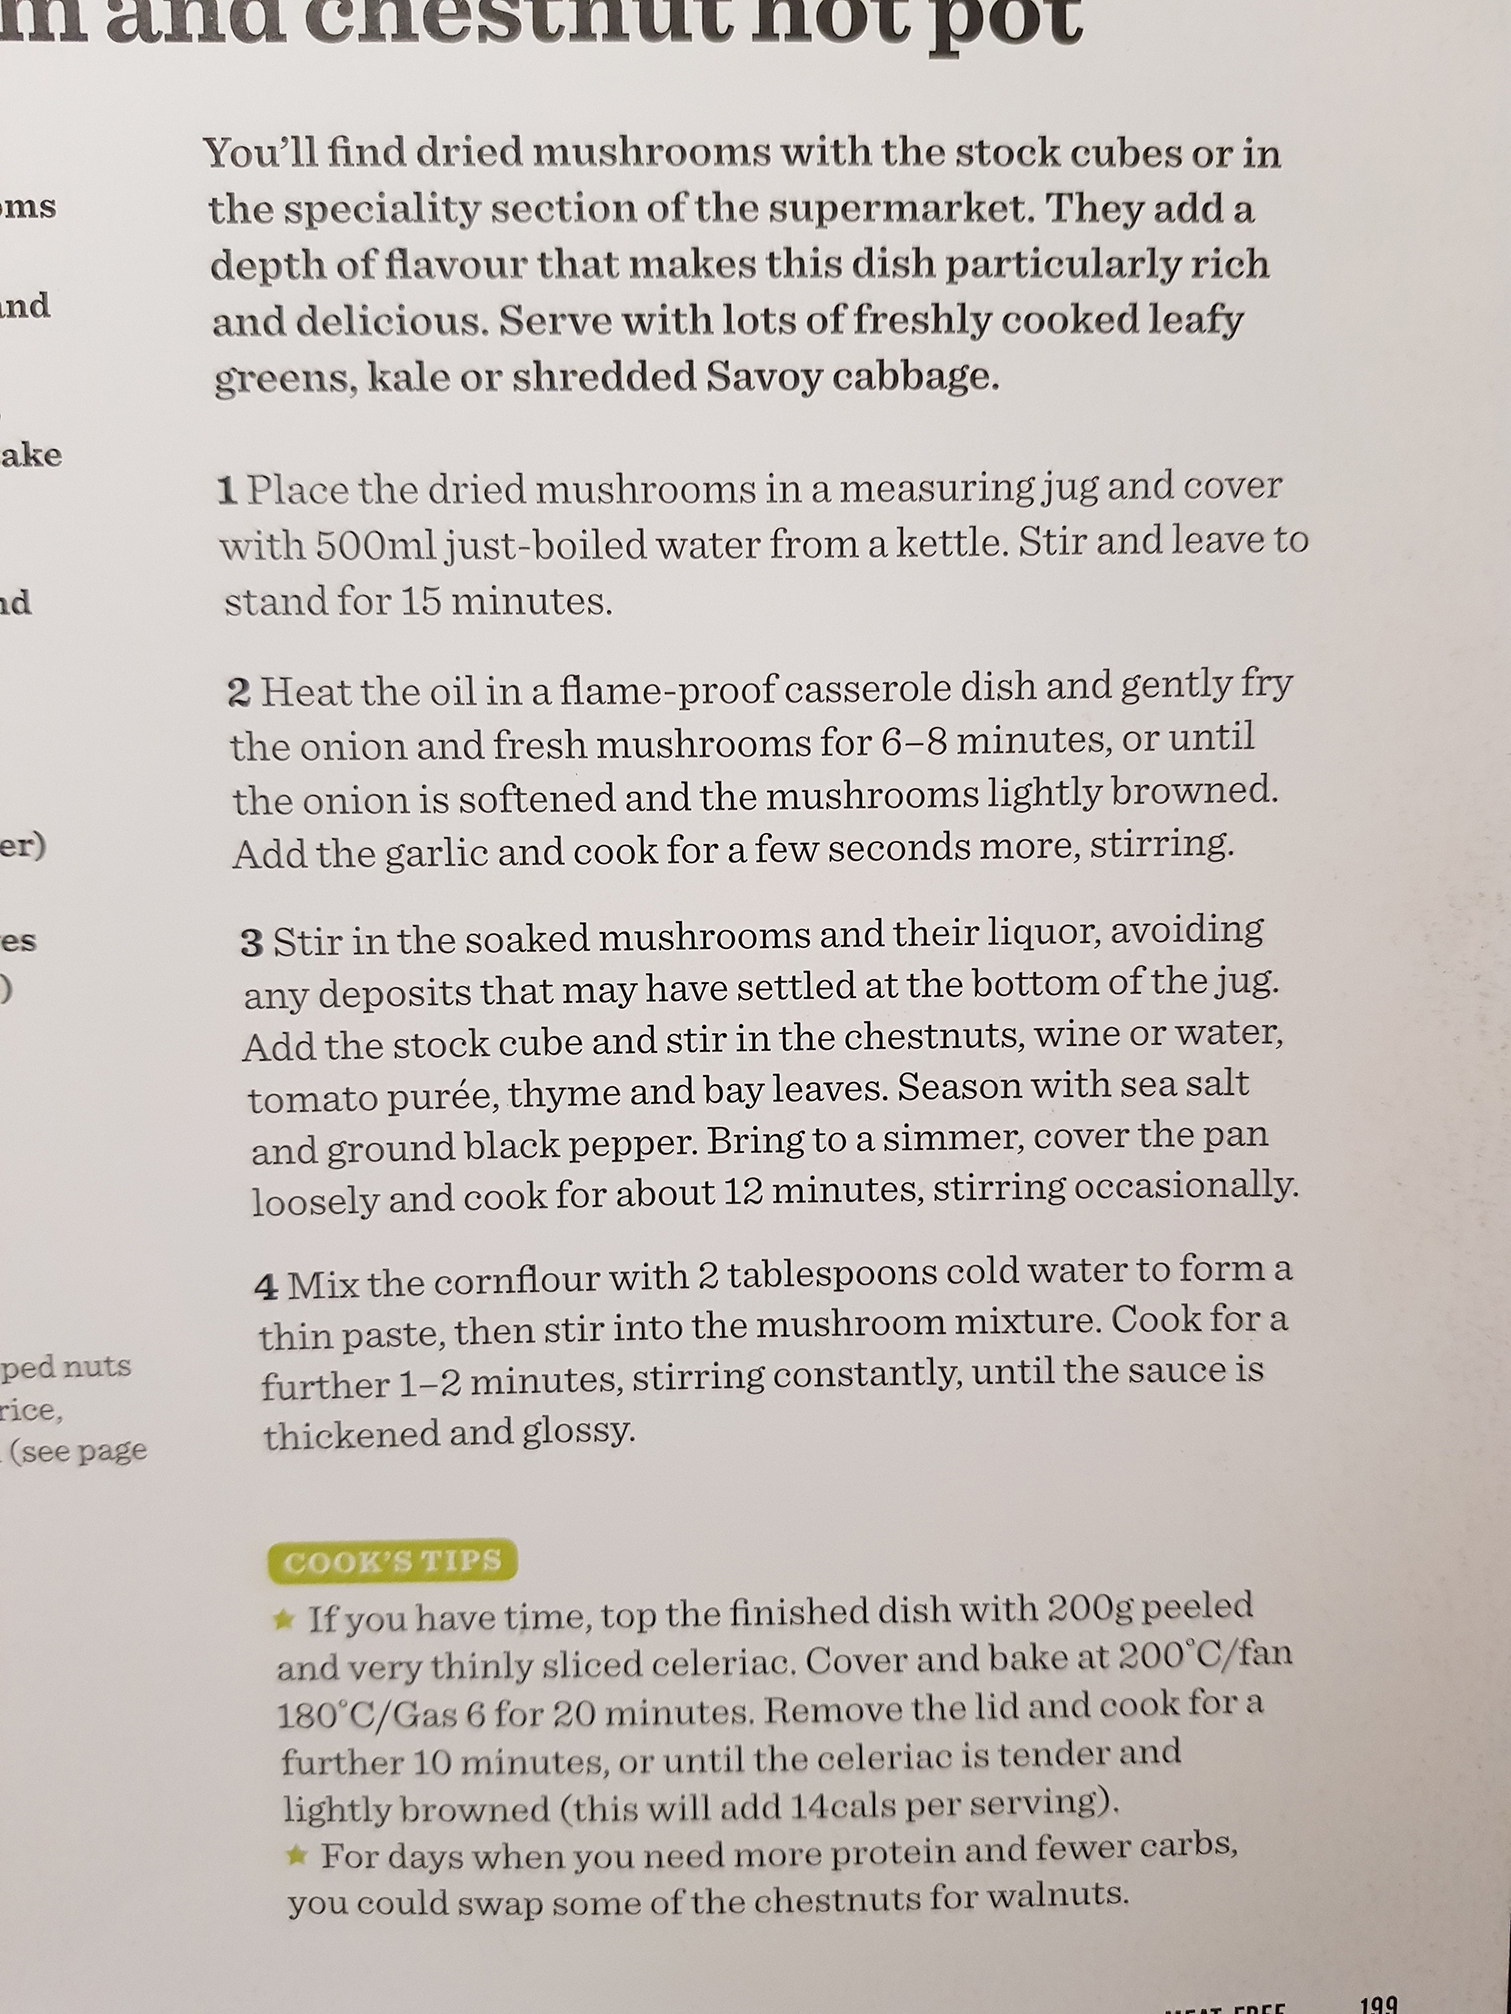 m and chestnut hot pot
You'll find dried mushrooms with the stock cubes or in
the speciality section of the supermarket. They add a
depth of flavour that makes this dish particularly rich
and delicious. Serve with lots of freshly cooked leafy
greens, kale or shredded Savoy cabbage.
1 Place the dried mushrooms in a measuring jug and cover
with 500ml just-boiled water from a kettle. Stir and leave to
stand for 15 minutes.
2 Heat the oil in a flame-proof casserole dish and gently fry
the onion and fresh mushrooms for 6–8 minutes, or until
the onion is softened and the mushrooms lightly browned.
Add the garlic and cook for a few seconds more, stirring.
3 Stir in the soaked mushrooms and their liquor, avoiding
any deposits that may have settled at the bottom of the jug.
Add the stock cube and stir in the chestnuts, wine or water,
tomato purée, thyme and bay leaves. Season with sea salt
and ground black pepper. Bring to a simmer, cover the pan
loosely and cook for about 12 minutes, stirring occasionally.
4 Mix the cornflour with 2 tablespoons cold water to form a
thin paste, then stir into the mushroom mixture. Cook for a
further 1–2 minutes, stirring constantly, until the sauce is
thickened and glossy.
COOK'S TIPS
★ If you have time, top the finished dish with 200g peeled
and very thinly sliced celeriac. Cover and bake at 200°C/fan
180°C/Gas 6 for 20 minutes. Remove the lid and cook for a
further 10 minutes, or until the celeriac is tender and
lightly browned (this will add 14cals per serving).
★ For days when you need more protein and fewer carbs,
you could swap some of the chestnuts for walnuts.
oms
and
ake
nd
er)
es
)
ped nuts
rice,
(see page
MEAT-FREE 199